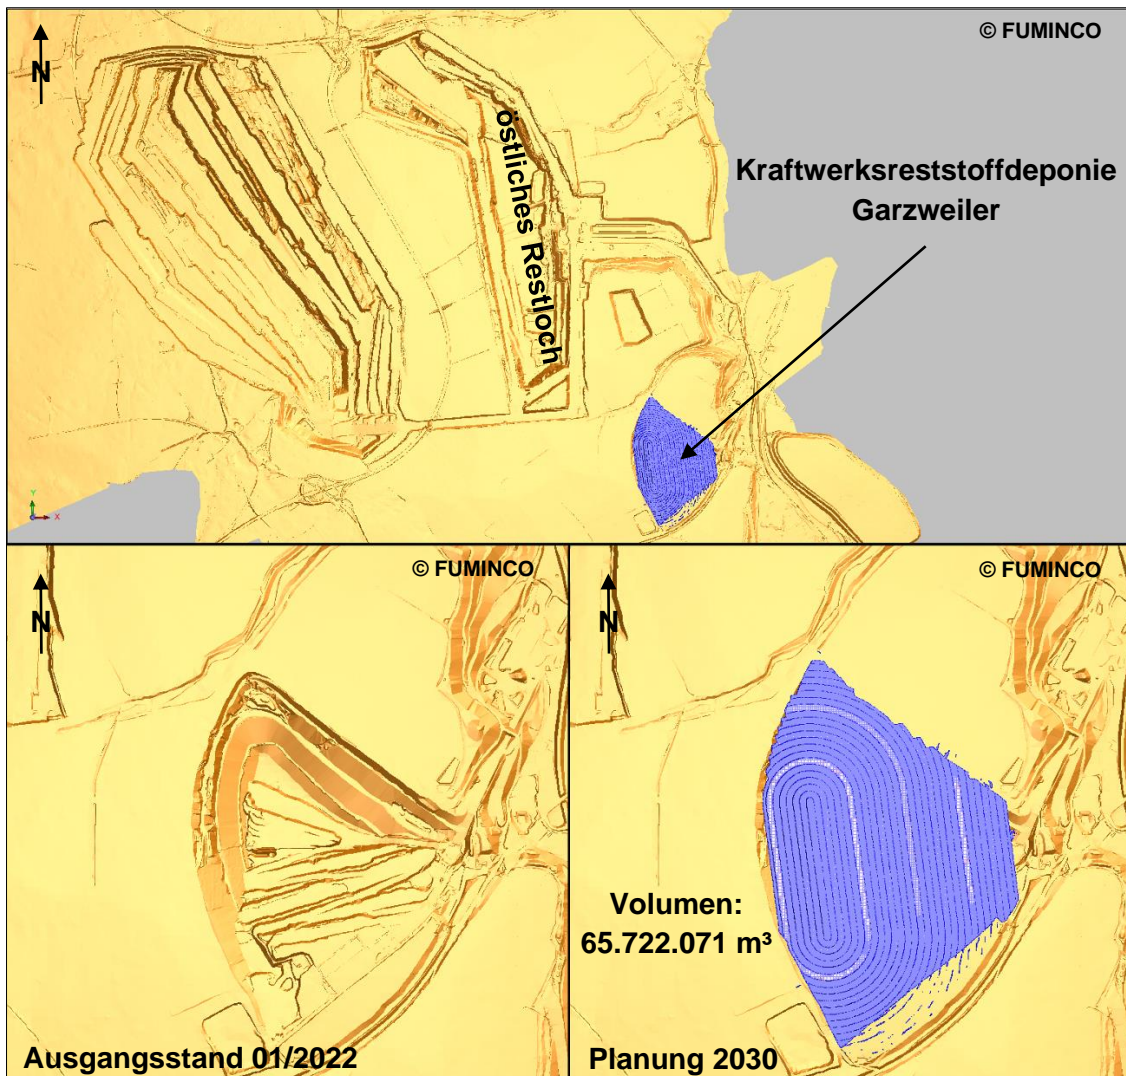 © FUMINCO
N
östliches Restloch
Kraftwerksreststoffdeponie
Garzweiler
Y
X
© FUMINCO
N
Ausgangsstand 01/2022
© FUMINCO
N
Volumen:
65.722.071 m³
Planung 2030